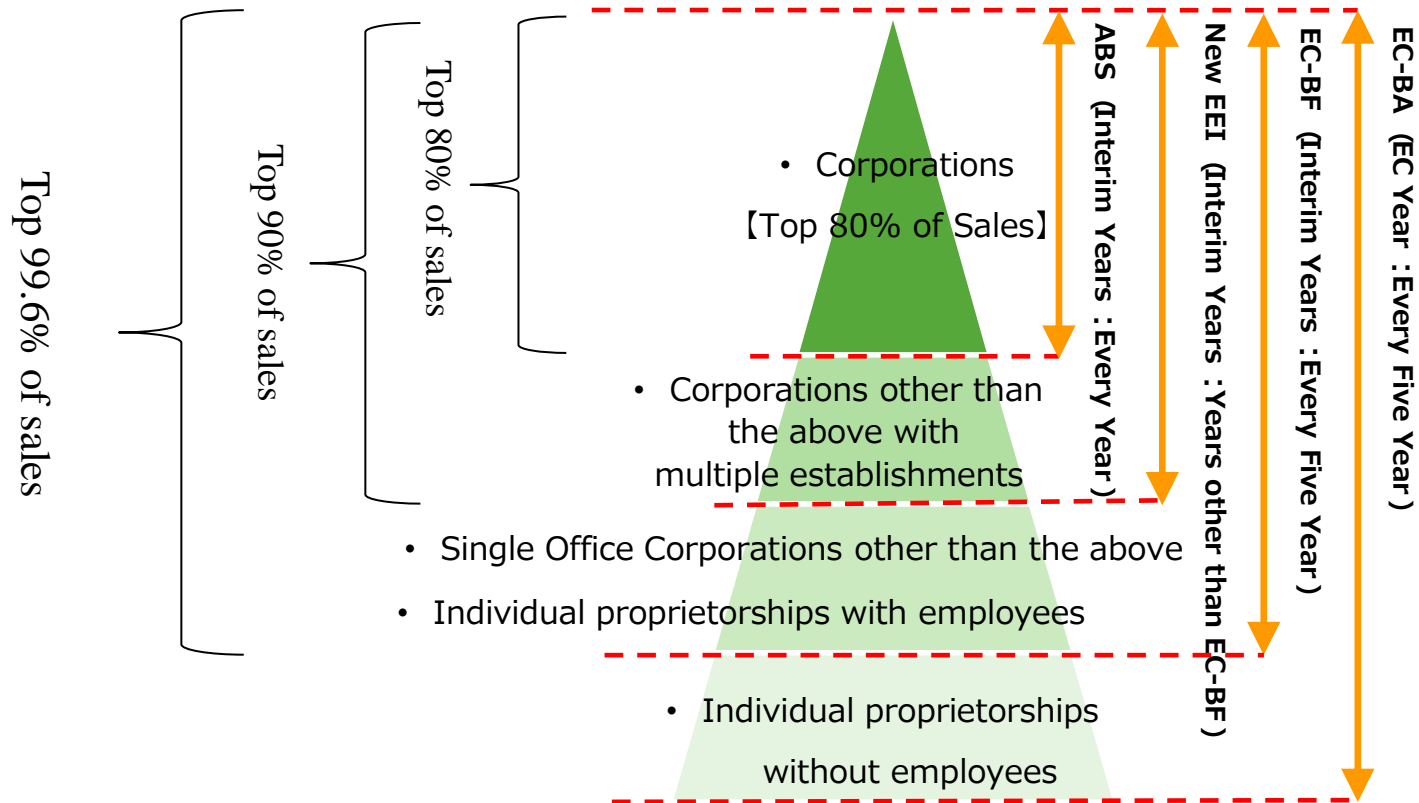 Top 99.6% of sales
Top 90% of sales
Top 80% of sales
• Corporations
【Top 80% of Sales】
• Corporations other than
the above with
multiple establishments
• Single Office Corporations other than the above
• Individual proprietorships with employees
• Individual proprietorships
without employees
ABS (Interim Years：Every Year)
New EEI (Interim Years：Years other than EC-BF)
EC-BF (Interim Years：Every Five Year)
EC-BA (EC Year：Every Five Year)